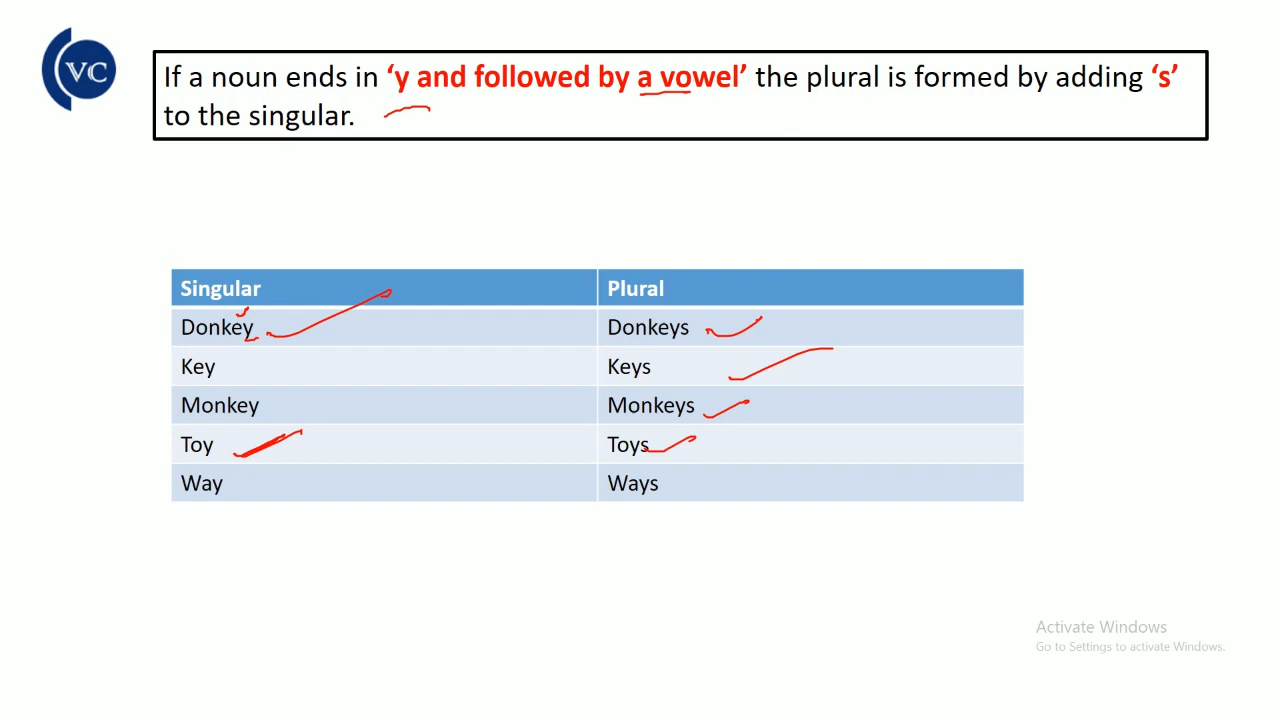 VC
If a noun ends in ‘y and followed by a vowel’ the plural is formed by adding ‘s’
to the singular.
Singular Plural
Donkey Donkeys
Key Keys
Monkey Monkeys
Toy Toys
Way Ways
Activate Windows
Go to Settings to activate Windows.